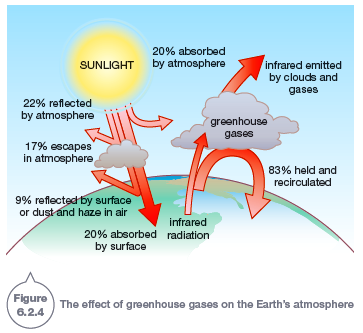 SUNLIGHT
20% absorbed
by atmosphere
infrared emitted
by clouds and
gases
22% reflected
by atmosphere
greenhouse
gases
17% escapes
in atmosphere
83% held and
recirculated
9% reflected by surface
or dust and haze in air
20% absorbed
by surface
infrared
radiation
Figure
6.2.4
The effect of greenhouse gases on the Earth's atmosphere